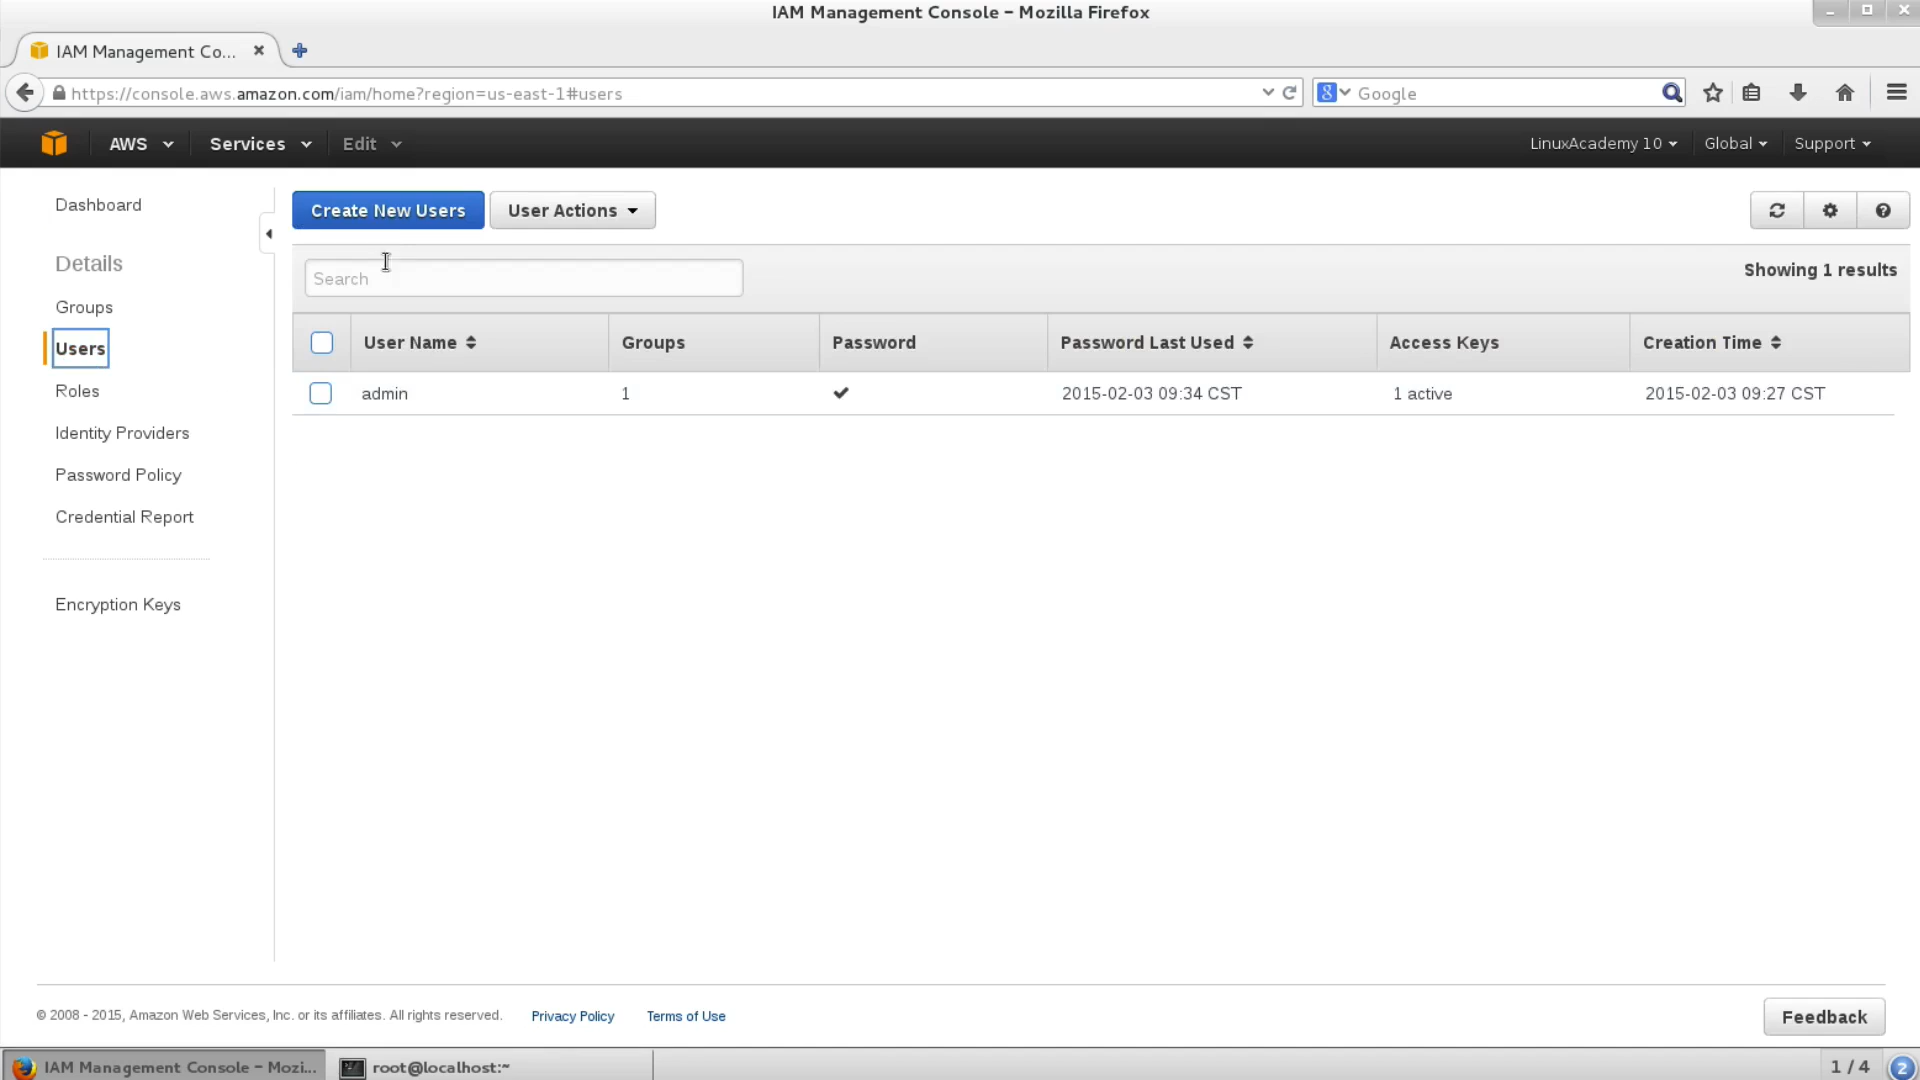 IAM Management Console – Mozilla Firefox
IAM Management Co...
https://console.aws.amazon.com/iam/home?region=us-east-1#users
Google
AWS Services Edit
LinuxAcademy 10 Global Support
Dashboard
Details
Groups
Users
Roles
Identity Providers
Password Policy
Credential Report
Encryption Keys
Create New Users User Actions
Search
Showing 1 results
User Name Groups Password Password Last Used Access Keys Creation Time
admin 1 2015-02-03 09:34 CST 1 active 2015-02-03 09:27 CST
© 2008 - 2015, Amazon Web Services, Inc. or its affiliates. All rights reserved. Privacy Policy Terms of Use
Feedback
IAM Management Console – Mozi... root@localhost:~ 1 / 4 2